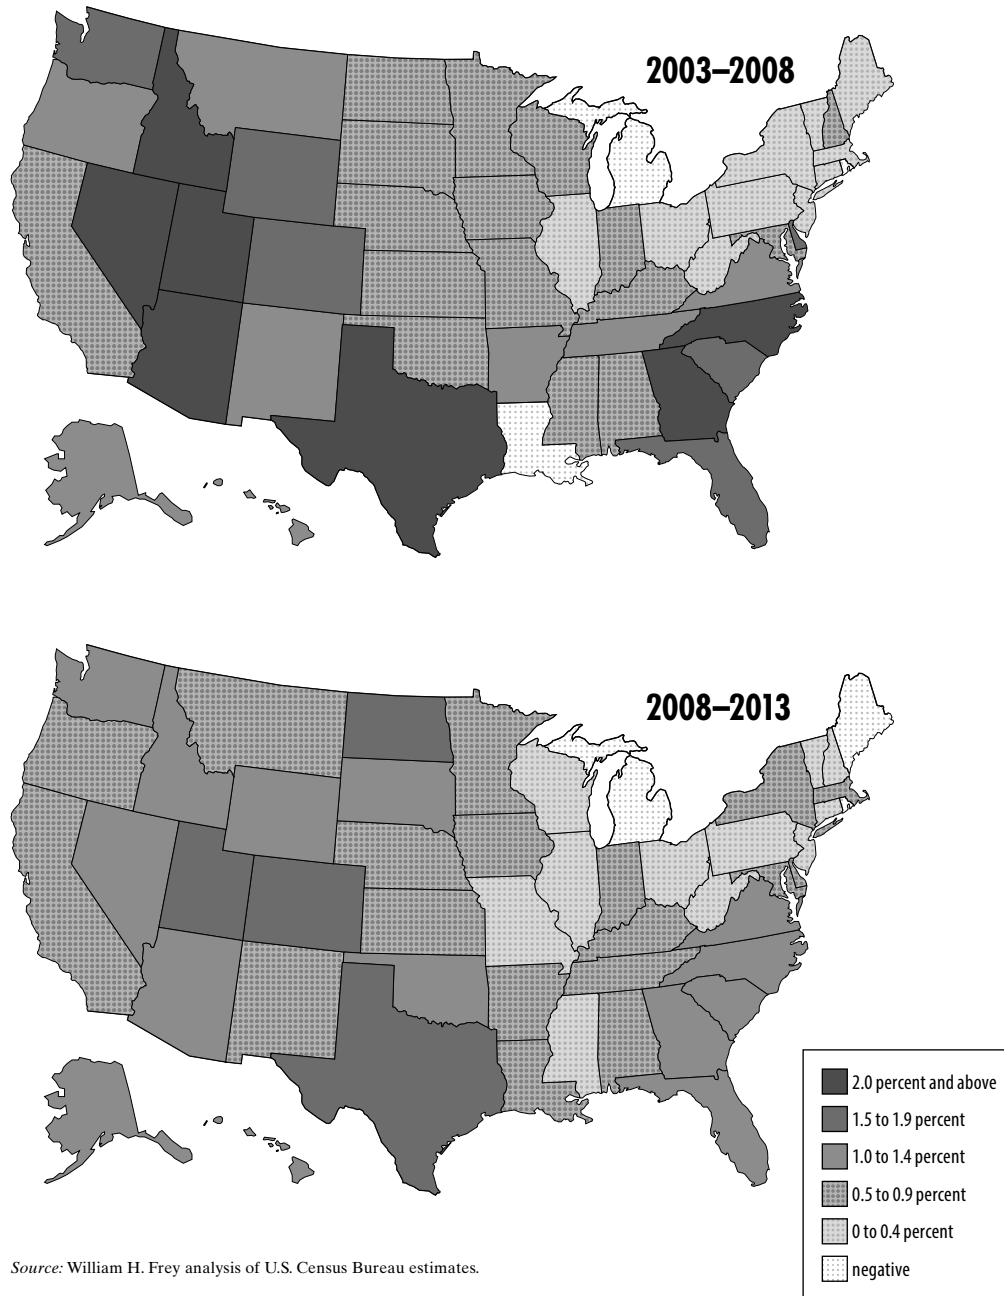 2003–2008
2008–2013
2.0 percent and above
1.5 to 1.9 percent
1.0 to 1.4 percent
0.5 to 0.9 percent
0 to 0.4 percent
negative
Source: William H. Frey analysis of U.S. Census Bureau estimates.